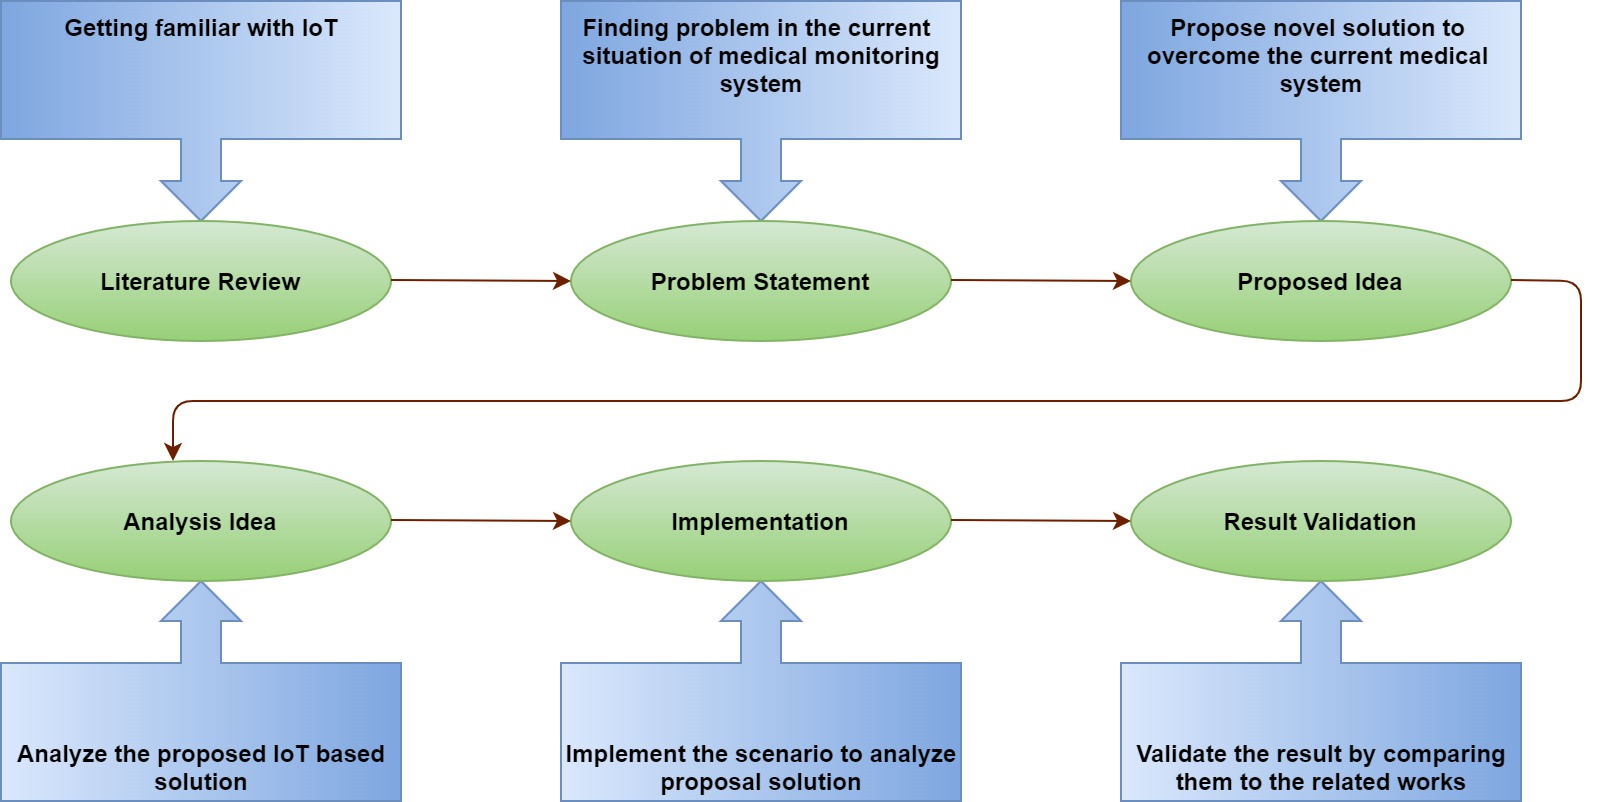 Getting familiar with IoT
Finding problem in the current
situation of medical monitoring
system
Propose novel solution to
overcome the current medical
system
Literature Review
Problem Statement
Proposed Idea
Analysis Idea
Implementation
Result Validation
Analyze the proposed IoT based
solution
Implement the scenario to analyze
proposal solution
Validate the result by comparing
them to the related works